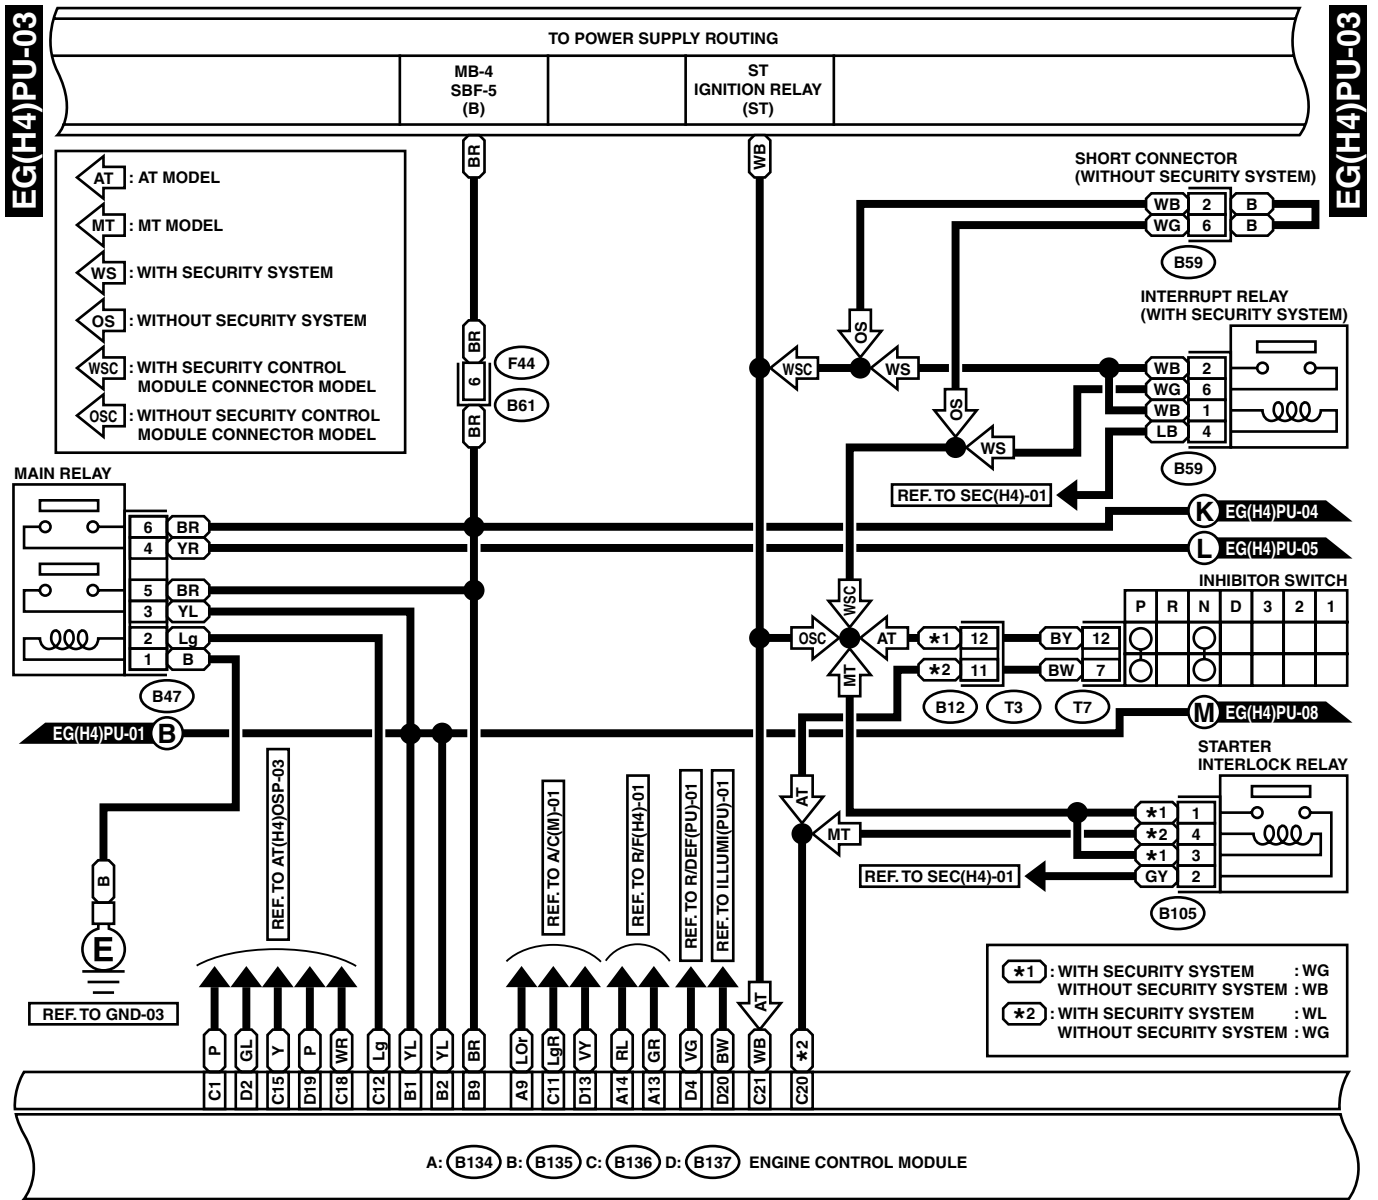 EG(H4)PU-03
EG(H4)PU-03
TO POWER SUPPLY ROUTING
MB-4
SBF-5
(B)
ST
IGNITION RELAY
(ST)
BR
WB
AT : AT MODEL
MT : MT MODEL
WS : WITH SECURITY SYSTEM
OS : WITHOUT SECURITY SYSTEM
WSC : WITH SECURITY CONTROL
MODULE CONNECTOR MODEL
OSC : WITHOUT SECURITY CONTROL
MODULE CONNECTOR MODEL
SHORT CONNECTOR
(WITHOUT SECURITY SYSTEM)
WB 2 B
WG 6 B
B59
INTERRUPT RELAY
(WITH SECURITY SYSTEM)
WB 2
WG 6
WB 1
LB 4
B59
OS
WSC
WS
OS
WS
REF. TO SEC(H4)-01
BR
6
F44
B61
BR
MAIN RELAY
6 BR
4 YR
5 BR
3 YL
2 Lg
1 B
B47
K EG(H4)PU-04
L EG(H4)PU-05
INHIBITOR SWITCH
P R N D 3 2 1
WSC
OSC
AT
MT
*1 12 BY 12
*2 11 BW 7
B12 T3 T7
EG(H4)PU-01 B
M EG(H4)PU-08
STARTER
INTERLOCK RELAY
AT
MT
*1 1
*2 4
*1 3
GY 2
REF. TO SEC(H4)-01
B105
B
E
REF. TO GND-03
REF. TO AT(H4)OSP-03
REF. TO A/C(M)-01
REF. TO R/F(H4)-01
REF. TO R/DEF(PU)-01
REF. TO ILLUMI(PU)-01
*1 : WITH SECURITY SYSTEM : WG
WITHOUT SECURITY SYSTEM : WB
*2 : WITH SECURITY SYSTEM : WL
WITHOUT SECURITY SYSTEM : WG
AT
P GL Y P WR Lg YL YL BR LOr LgR VY RL GR VG BW WB *2
C1 D2 C15 D19 C18 C12 B1 B2 B9 A9 C11 D13 A14 A13 D4 D20 C21 C20
A: B134 B: B135 C: B136 D: B137 ENGINE CONTROL MODULE